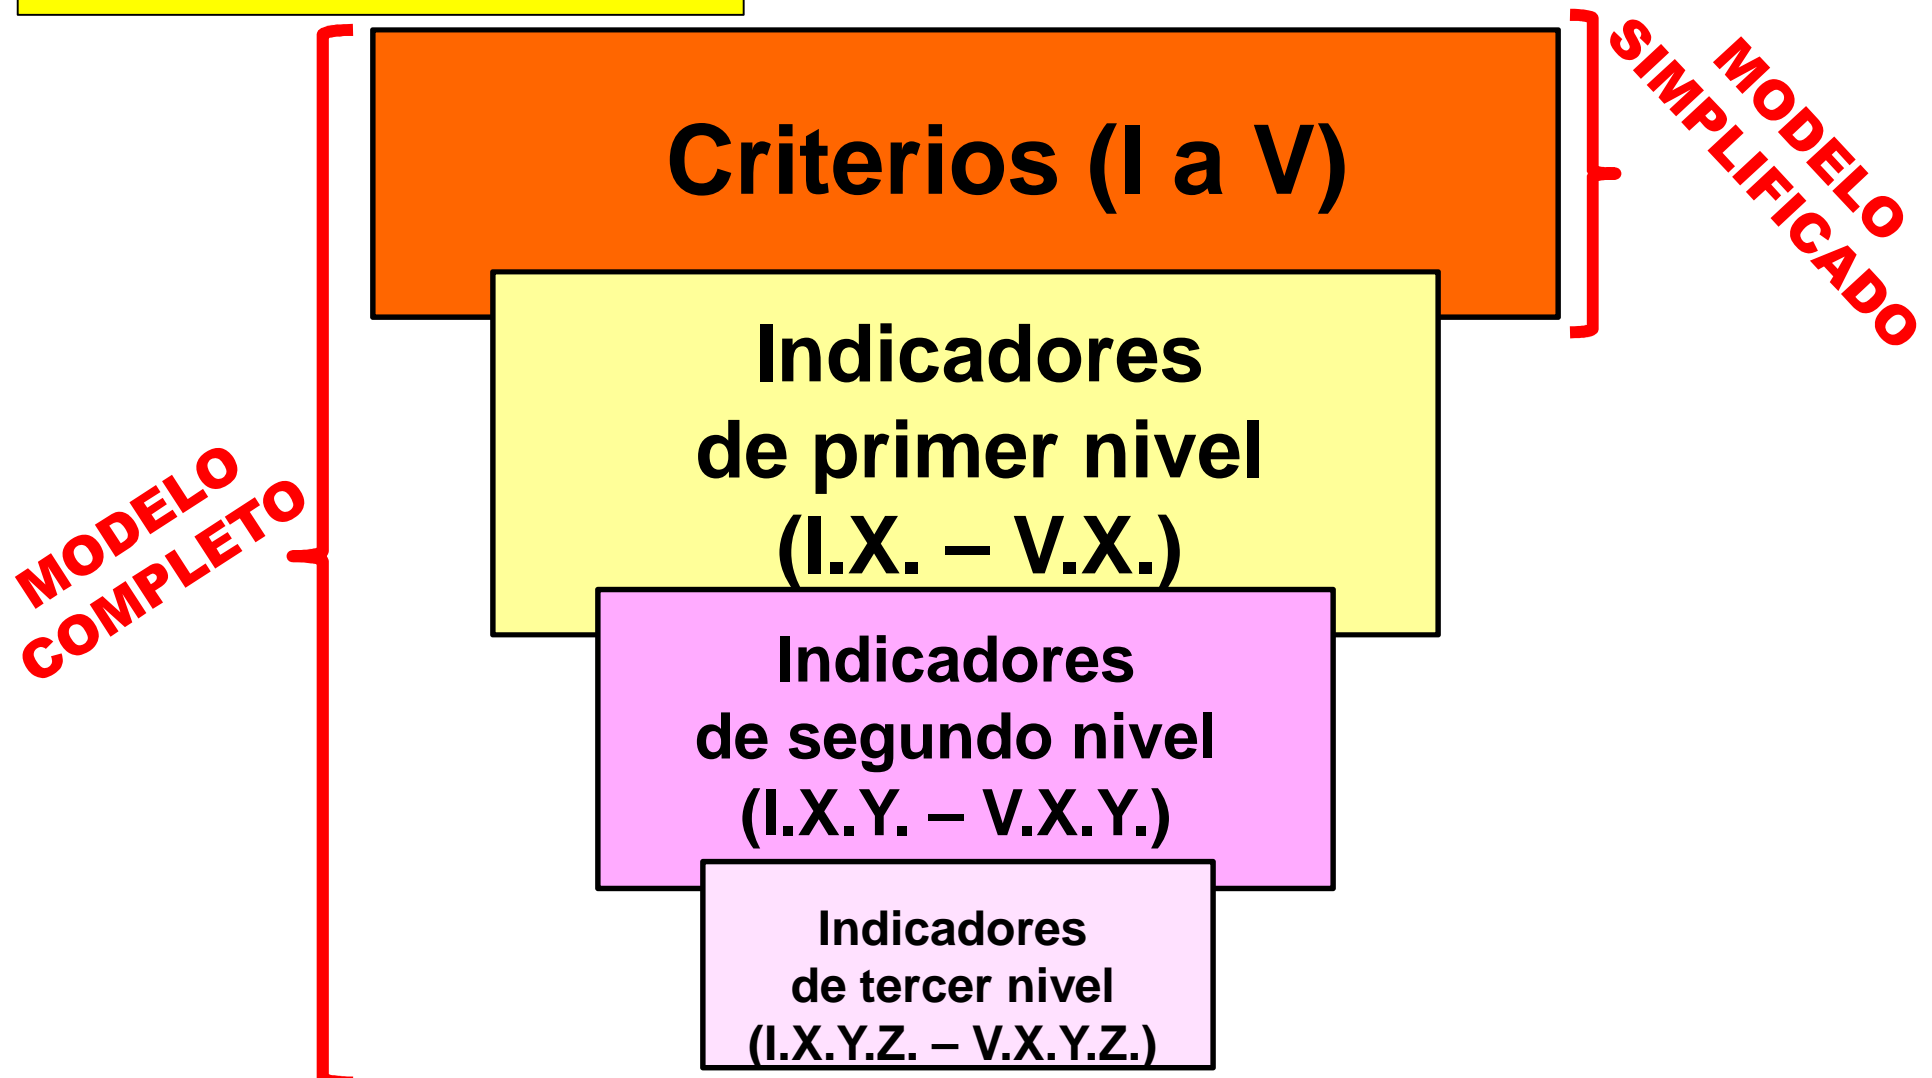 Criterios (I a V)
MODELO
SIMPLIFICADO
Indicadores
de primer nivel
(I.X. – V.X.)
MODELO
COMPLETO
Indicadores
de segundo nivel
(I.X.Y. – V.X.Y.)
Indicadores
de tercer nivel
(I.X.Y.Z. – V.X.Y.Z.)